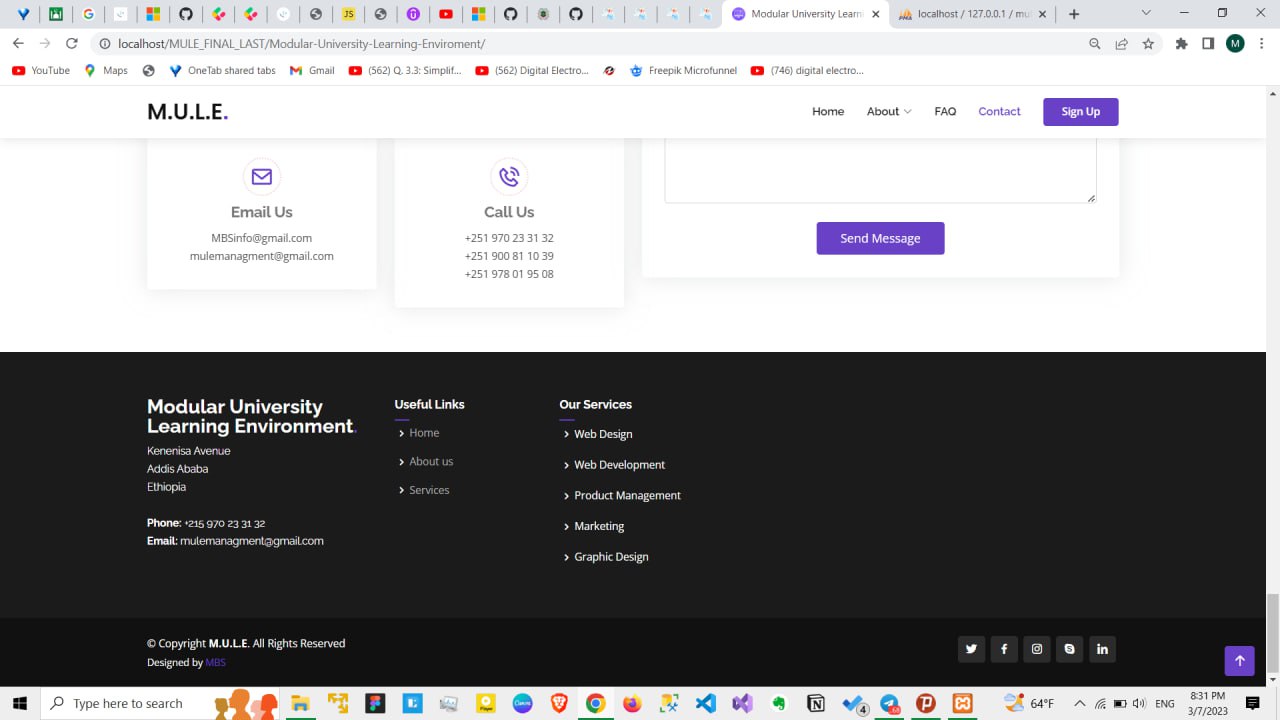 Modular University Learn
localhost / 127.0.0.1 / mu
localhost/MULE_FINAL_LAST/Modular-University-Learning-Enviroment/
M
YouTube
Maps
OneTab shared tabs
Gmail
(562) Q. 3.3: Simplif...
(562) Digital Electro...
Freepik Microfunnel
(746) digital electro...
M.U.L.E.
Home
About
FAQ
Contact
Sign Up
Email Us
MBSinfo@gmail.com
mulemanagment@gmail.com
Call Us
+251 970 23 31 32
+251 900 81 10 39
+251 978 01 95 08
Send Message
Modular University
Learning Environment.
Kenenisa Avenue
Addis Ababa
Ethiopia
Phone: +215 970 23 31 32
Email: mulemanagment@gmail.com
Useful Links
Home
About us
Services
Our Services
Web Design
Web Development
Product Management
Marketing
Graphic Design
© Copyright M.U.L.E. All Rights Reserved
Designed by MBS
Type here to search
64°F
ENG
8:31 PM
3/7/2023